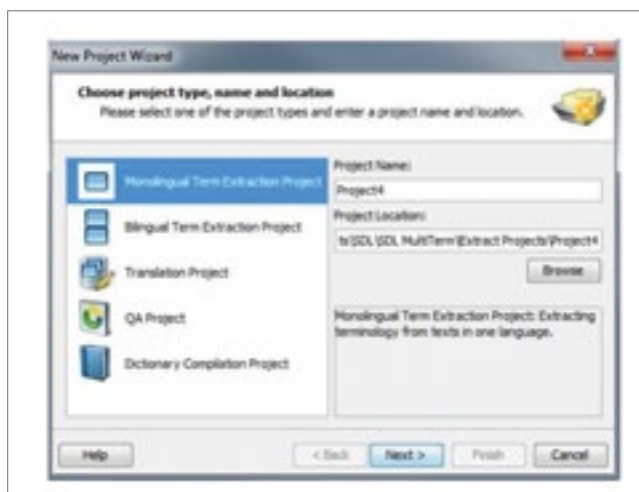 New Project Wizard
Choose project type, name and location
Please select one of the project types and enter a project name and location.
Monolingual Term Extraction Project
Bilingual Term Extraction Project
Translation Project
QA Project
Dictionary Compilation Project
Project Name:
Project4
Project Location:
ts\SDL\SDL MultiTerm\Extract Projects\Project4
Browse
Monolingual Term Extraction Project: Extracting
terminology from texts in one language.
Help
< Back
Next >
Finish
Cancel